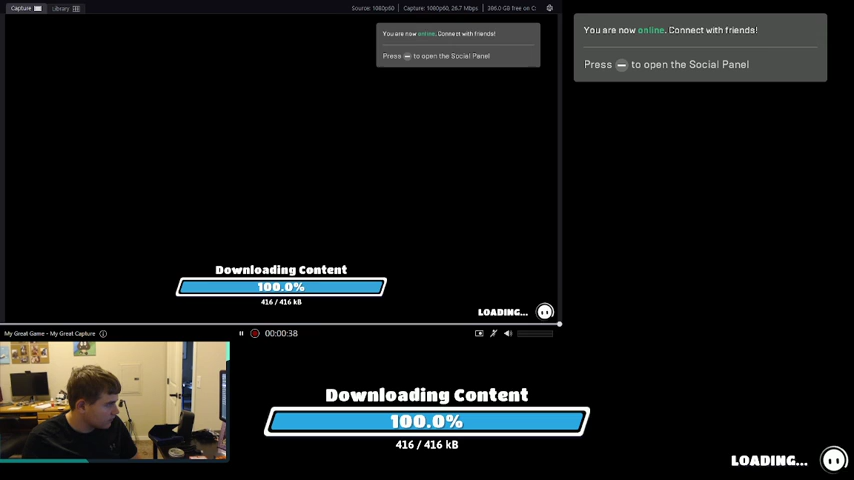 Capture
Library
Source: 1080p60
Capture: 1080p60, 26.7 Mbps
386.0 GB free on C:
You are now online. Connect with friends!
Press to open the Social Panel
You are now online. Connect with friends!
Press to open the Social Panel
Downloading Content
100.0%
416 / 416 kB
LOADING...
My Great Game - My Great Capture
00:00:38
Downloading Content
100.0%
416 / 416 kB
LOADING...